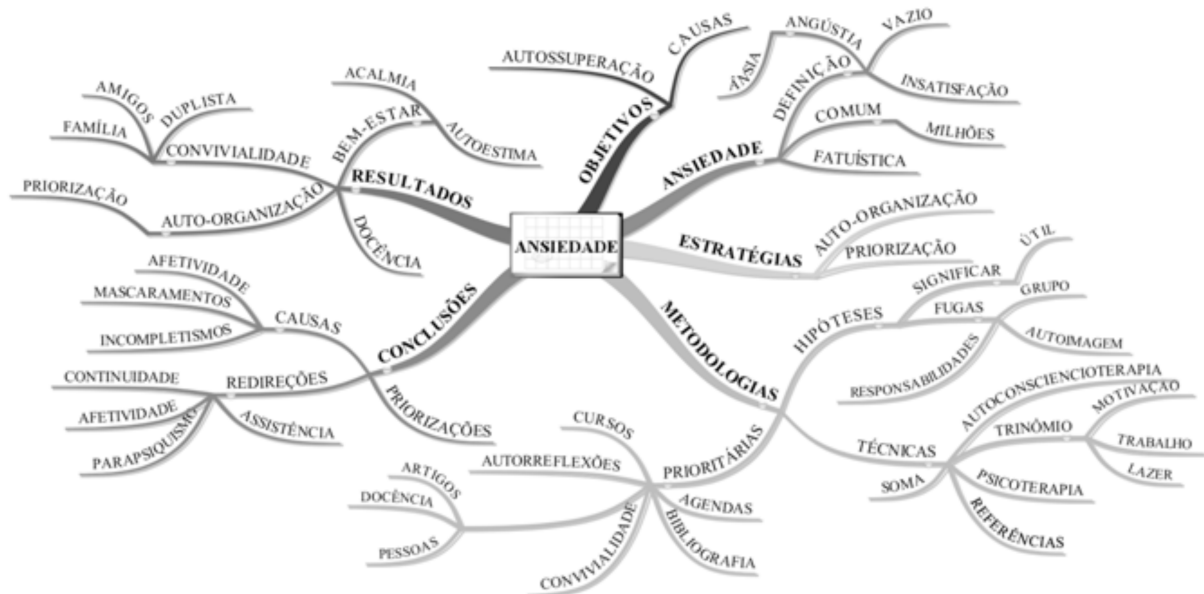 ANSIEDADE
OBJETIVOS
AUTOSSUPERAÇÃO
CAUSAS
ANSIEDADE
DEFINIÇÃO
ANGÚSTIA
ÂNSIA
VAZIO
INSATISFAÇÃO
COMUM
MILHÕES
FATUÍSTICA
ESTRATÉGIAS
AUTO-ORGANIZAÇÃO
PRIORIZAÇÃO
METODOLOGIAS
HIPÓTESES
SIGNIFICAR
ÚTIL
FUGAS
GRUPO
AUTOIMAGEM
RESPONSABILIDADES
TÉCNICAS
AUTOCONSCIENCIOTERAPIA
TRINÔMIO
MOTIVAÇÃO
TRABALHO
LAZER
PSICOTERAPIA
REFERÊNCIAS
SOMA
PRIORITÁRIAS
CURSOS
AUTORREFLEXÕES
ARTIGOS
DOCÊNCIA
PESSOAS
CONVIVIALIDADE
BIBLIOGRAFIA
AGENDAS
CONCLUSÕES
CAUSAS
AFETIVIDADE
MASCARAMENTOS
INCOMPLETISMOS
REDIREÇÕES
CONTINUIDADE
AFETIVIDADE
PARAPSIQUISMO
ASSISTÊNCIA
PRIORIZAÇÕES
RESULTADOS
BEM-ESTAR
ACALMIA
AUTOESTIMA
CONVIVIALIDADE
AMIGOS
DUPLISTA
FAMÍLIA
AUTO-ORGANIZAÇÃO
PRIORIZAÇÃO
DOCÊNCIA